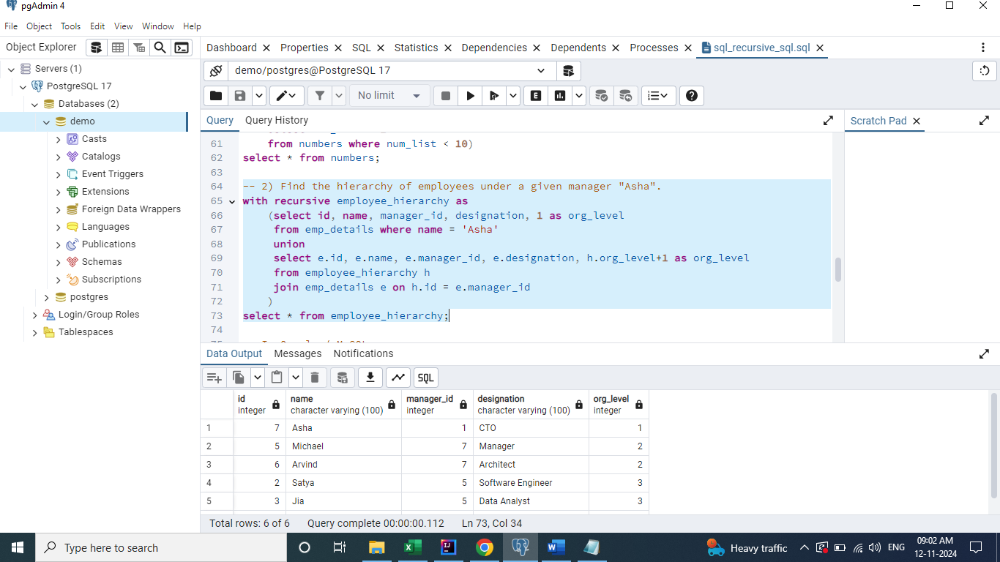 pgAdmin 4
File Object Tools Edit View Window Help
Object Explorer
Servers (1)
PostgreSQL 17
Databases (2)
demo
Casts
Catalogs
Event Triggers
Extensions
Foreign Data Wrappers
Languages
Publications
Schemas
Subscriptions
postgres
Login/Group Roles
Tablespaces
Dashboard Properties SQL Statistics Dependencies Dependents Processes sql_recursive_sql.sql
demo/postgres@PostgreSQL 17
No limit E
Query Query History
Scratch Pad
61 from numbers where num_list < 10)
62 select * from numbers;
63
64 -- 2) Find the hierarchy of employees under a given manager "Asha".
65 with recursive employee_hierarchy as
66 (select id, name, manager_id, designation, 1 as org_level
67 from emp_details where name = 'Asha'
68 union
69 select e.id, e.name, e.manager_id, e.designation, h.org_level+1 as org_level
70 from employee_hierarchy h
71 join emp_details e on h.id = e.manager_id
72 )
73 select * from employee_hierarchy;
74
Data Output Messages Notifications
SQL
id name manager_id designation org_level
integer character varying (100) integer character varying (100) integer
1 7 Asha 1 CTO 1
2 5 Michael 7 Manager 2
3 6 Arvind 7 Architect 2
4 2 Satya 5 Software Engineer 3
5 3 Jia 5 Data Analyst 3
Total rows: 6 of 6 Query complete 00:00:00.112 Ln 73, Col 34
Type here to search
Heavy traffic ENG
09:02 AM
12-11-2024